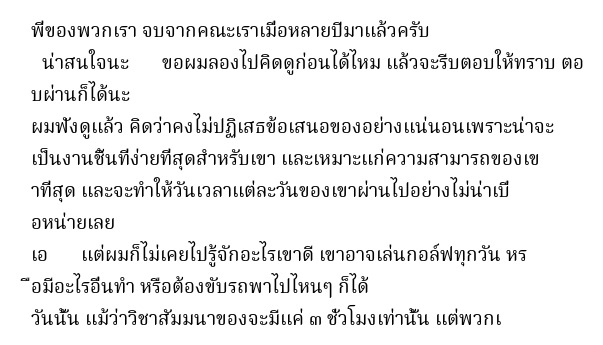 พี่ของพวกเรา จบจากคณะเราเมื่อหลายปีมาแล้วครับ
น่าสนใจนะ ขอผมลองไปคิดดูก่อนได้ไหม แล้วจะรีบตอบให้ทราบ ตอ
บผ่านก็ได้นะ
ผมฟังดูแล้ว คิดว่าคงไม่ปฏิเสธข้อเสนอของอย่างแน่นอนเพราะน่าจะ
เป็นงานชิ้นที่ง่ายที่สุดสำหรับเขา และเหมาะแก่ความสามารถของเข
าที่สุด และจะทำให้วันเวลาแต่ละวันของเขาผ่านไปอย่างไม่น่าเบื่
อหน่ายเลย
เอ แต่ผมก็ไม่เคยไปรู้จักอะไรเขาดี เขาอาจเล่นกอล์ฟทุกวัน หร
ือมีอะไรอื่นทำ หรือต้องขับรถพาไปไหนๆ ก็ได้
วันนั้น แม้ว่าวิชาสัมมนาของจะมีแค่ ๓ ชั่วโมงเท่านั้น แต่พวกเ